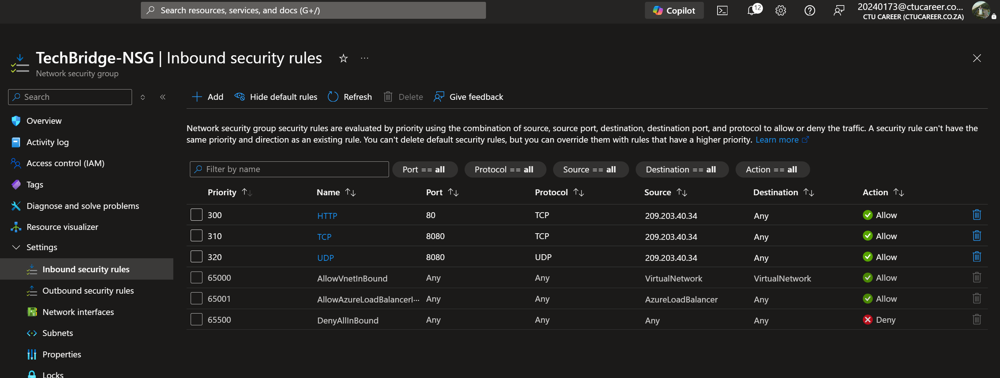 Search resources, services, and docs (G+/)
Copilot
12
20240173@ctucareer.co...
CTU CAREER (CTUCAREER.CO.ZA)
TechBridge-NSG | Inbound security rules
Network security group
Search
Add
Hide default rules
Refresh
Delete
Give feedback
Overview
Activity log
Access control (IAM)
Tags
Diagnose and solve problems
Resource visualizer
Settings
Inbound security rules
Outbound security rules
Network interfaces
Subnets
Properties
Locks
Network security group security rules are evaluated by priority using the combination of source, source port, destination, destination port, and protocol to allow or deny the traffic. A security rule can't have the
same priority and direction as an existing rule. You can't delete default security rules, but you can override them with rules that have a higher priority. Learn more
Filter by name
Port == all
Protocol == all
Source == all
Destination == all
Action == all
Priority Name Port Protocol Source Destination Action
300 HTTP 80 TCP 209.203.40.34 Any Allow
310 TCP 8080 TCP 209.203.40.34 Any Allow
320 UDP 8080 UDP 209.203.40.34 Any Allow
65000 AllowVnetInBound Any Any VirtualNetwork VirtualNetwork Allow
65001 AllowAzureLoadBalancerI... Any Any AzureLoadBalancer Any Allow
65500 DenyAllInBound Any Any Any Any Deny